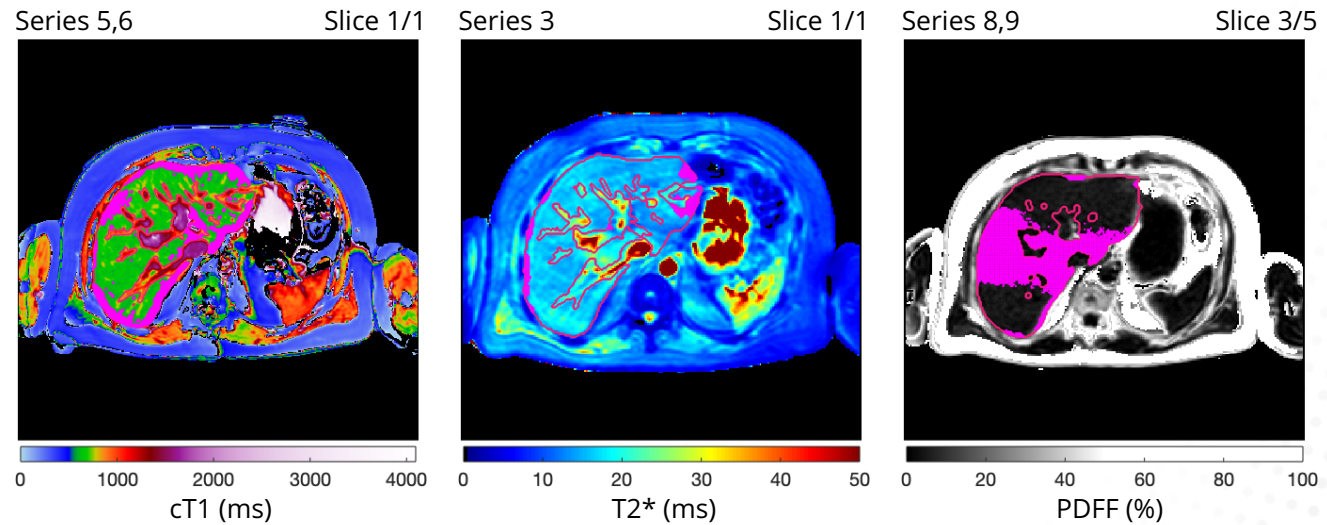 Series 5,6 Slice 1/1
Series 3 Slice 1/1
Series 8,9 Slice 3/5
0 1000 2000 3000 4000
cT1 (ms)
0 10 20 30 40 50
T2* (ms)
0 20 40 60 80 100
PDFF (%)